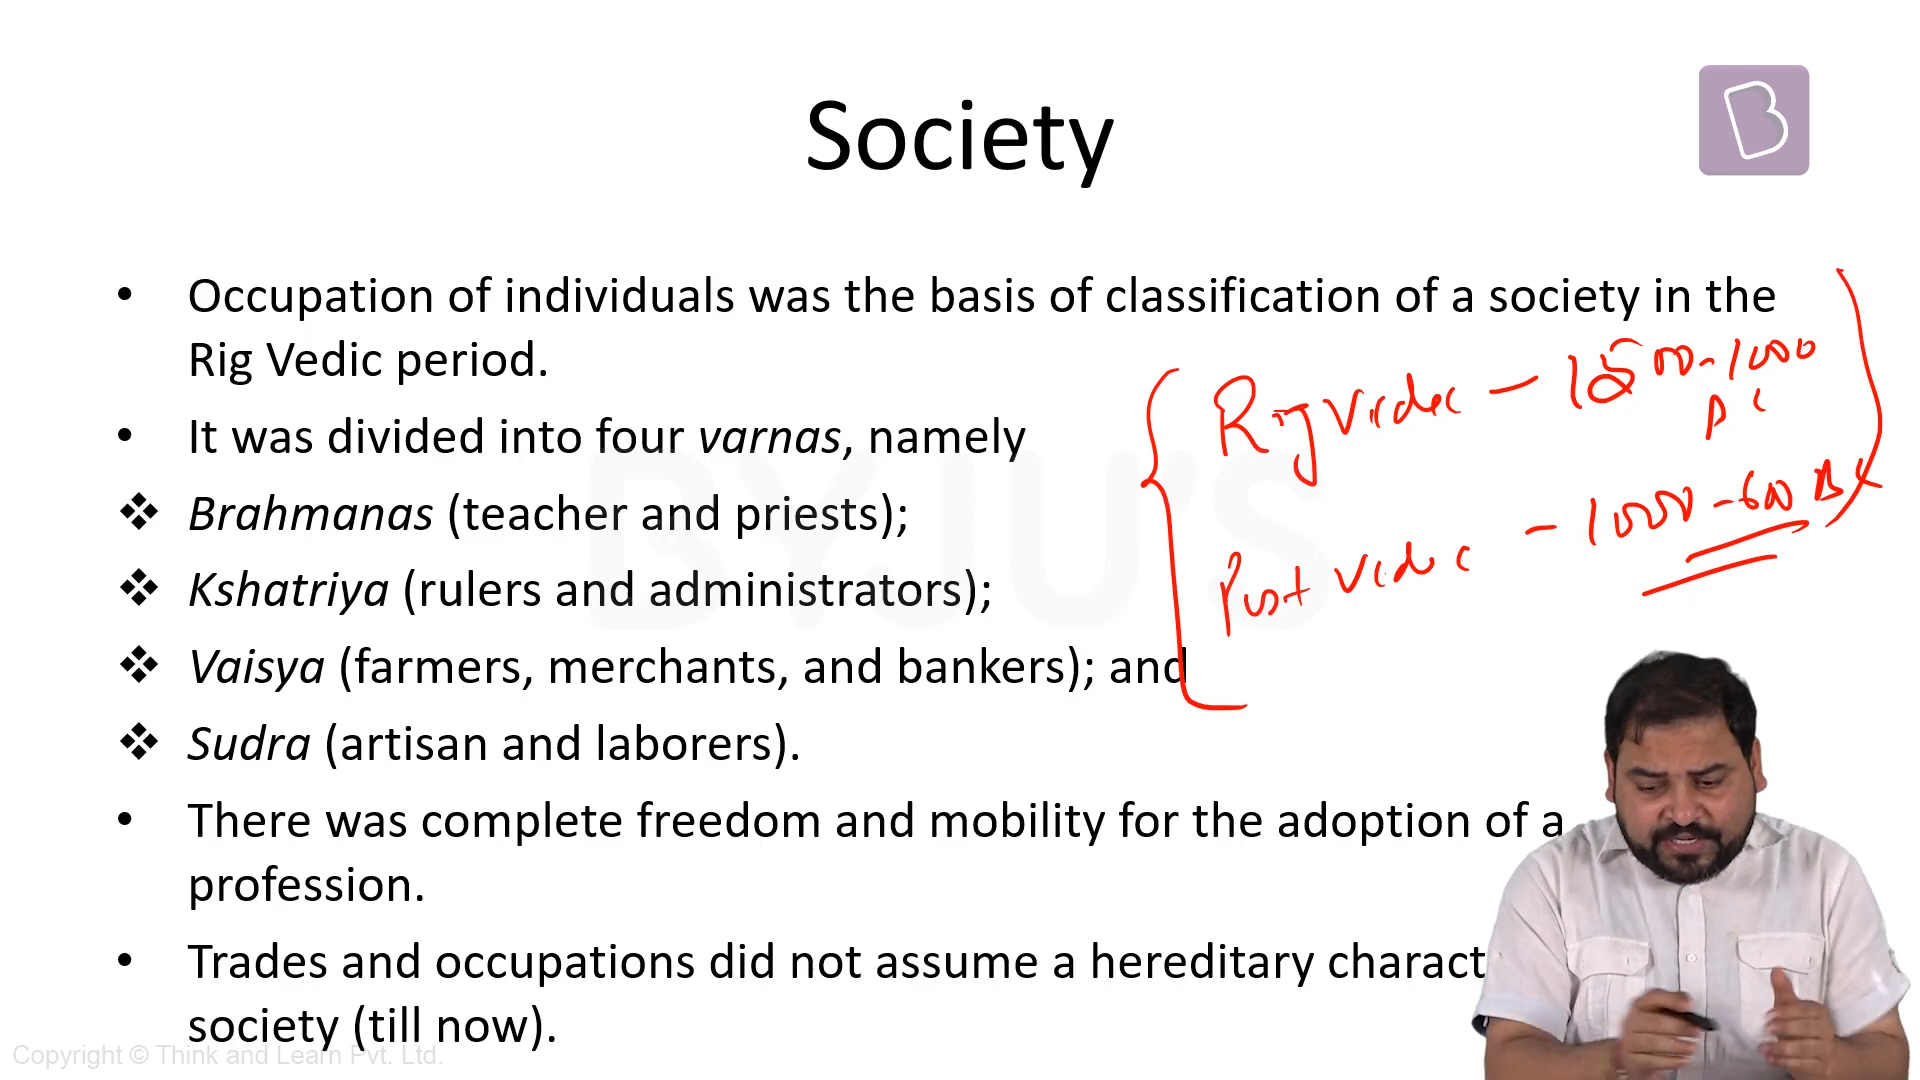 Society
• Occupation of individuals was the basis of classification of a society in the
Rig Vedic period.
• It was divided into four varnas, namely
❖ Brahmanas (teacher and priests);
❖ Kshatriya (rulers and administrators);
❖ Vaisya (farmers, merchants, and bankers); and
❖ Sudra (artisan and laborers).
• There was complete freedom and mobility for the adoption of a
profession.
• Trades and occupations did not assume a hereditary charact
society (till now).
Rig Vedic – 1500-1000
BC
Post Vedic – 1000-600 BC
BYJU'S
B
Copyright © Think and Learn Pvt. Ltd.